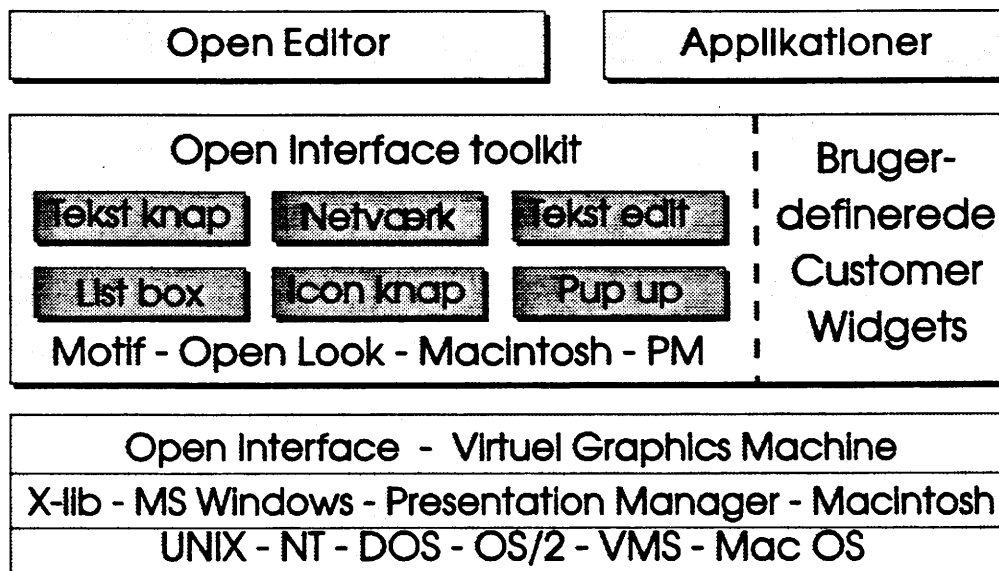 Open Editor
Applikationer
Open Interface toolkit
Tekst knap
Netværk
Tekst edit
List box
Icon knap
Pup up
Motif - Open Look - Macintosh - PM
Bruger-
definerede
Customer
Widgets
Open Interface - Virtuel Graphics Machine
X-lib - MS Windows - Presentation Manager - Macintosh
UNIX - NT - DOS - OS/2 - VMS - Mac OS